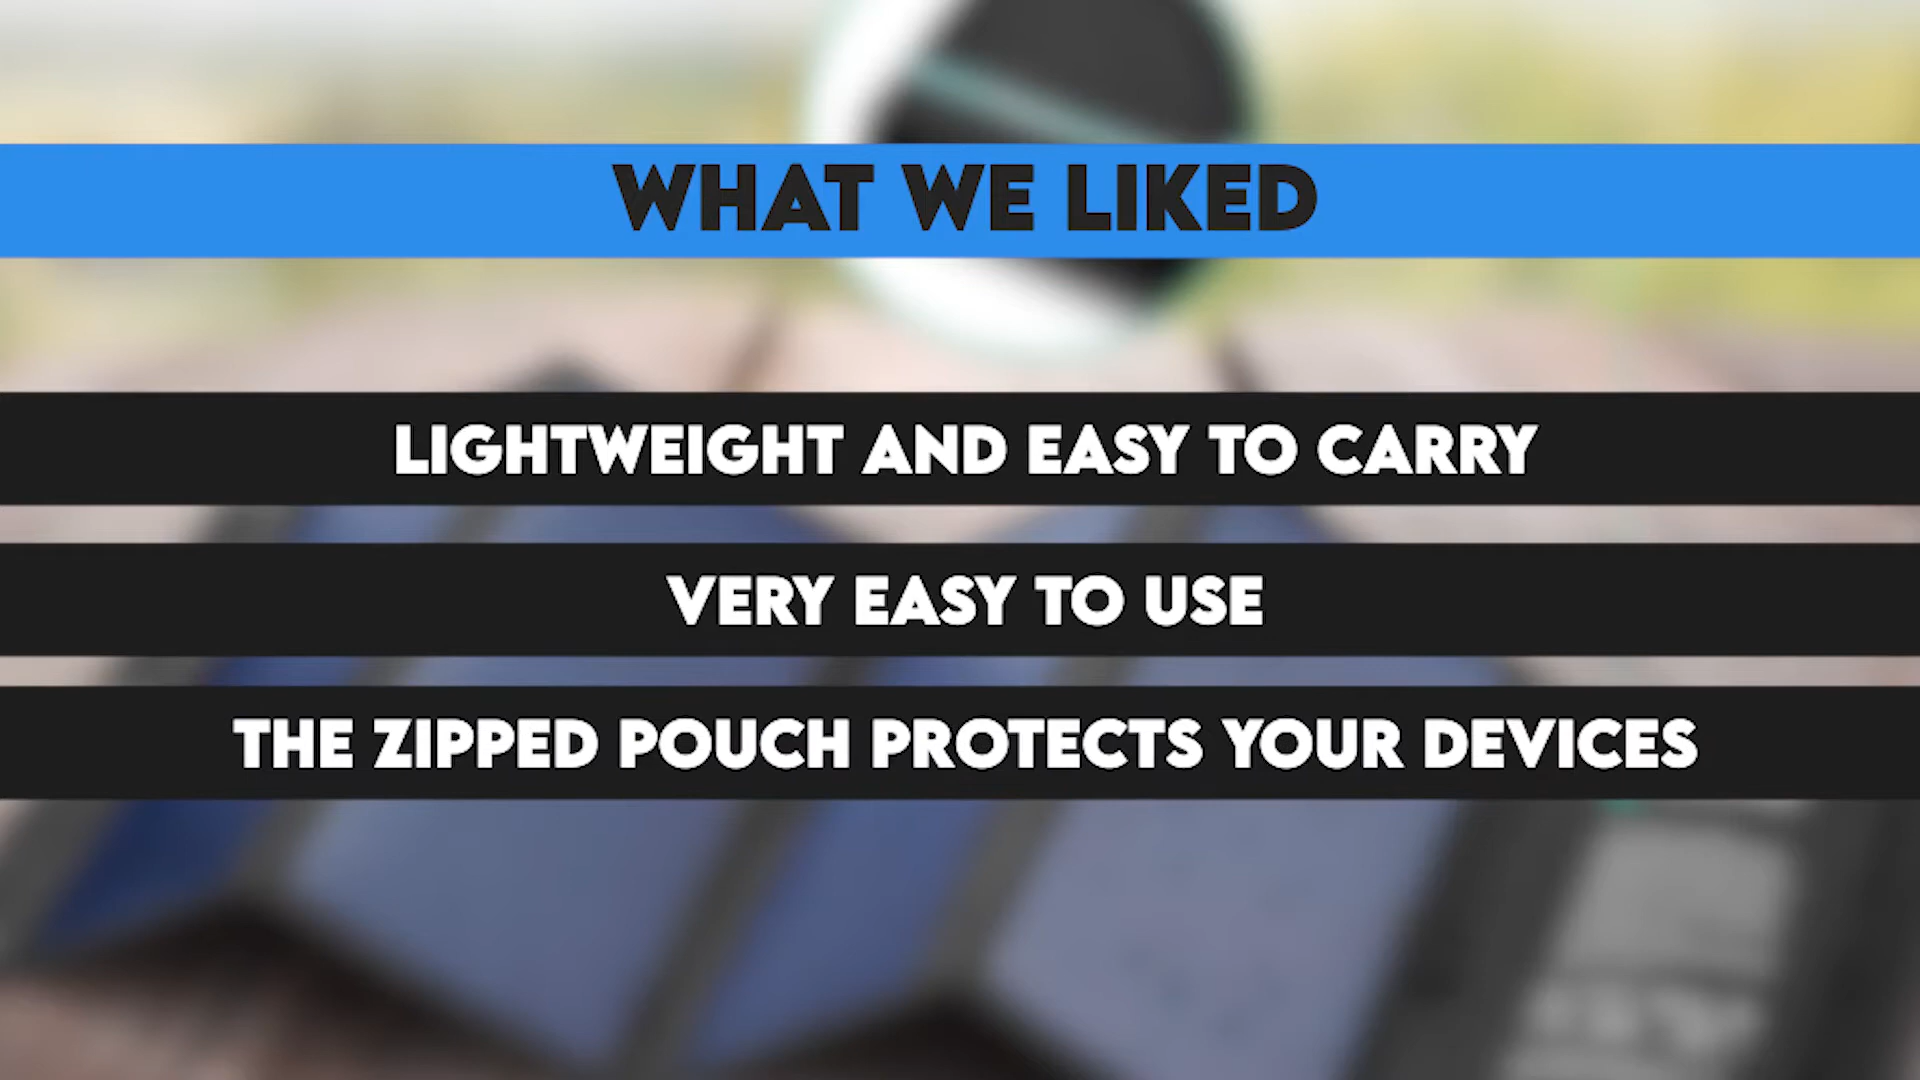 WHAT WE LIKED
LIGHTWEIGHT AND EASY TO CARRY
VERY EASY TO USE
THE ZIPPED POUCH PROTECTS YOUR DEVICES